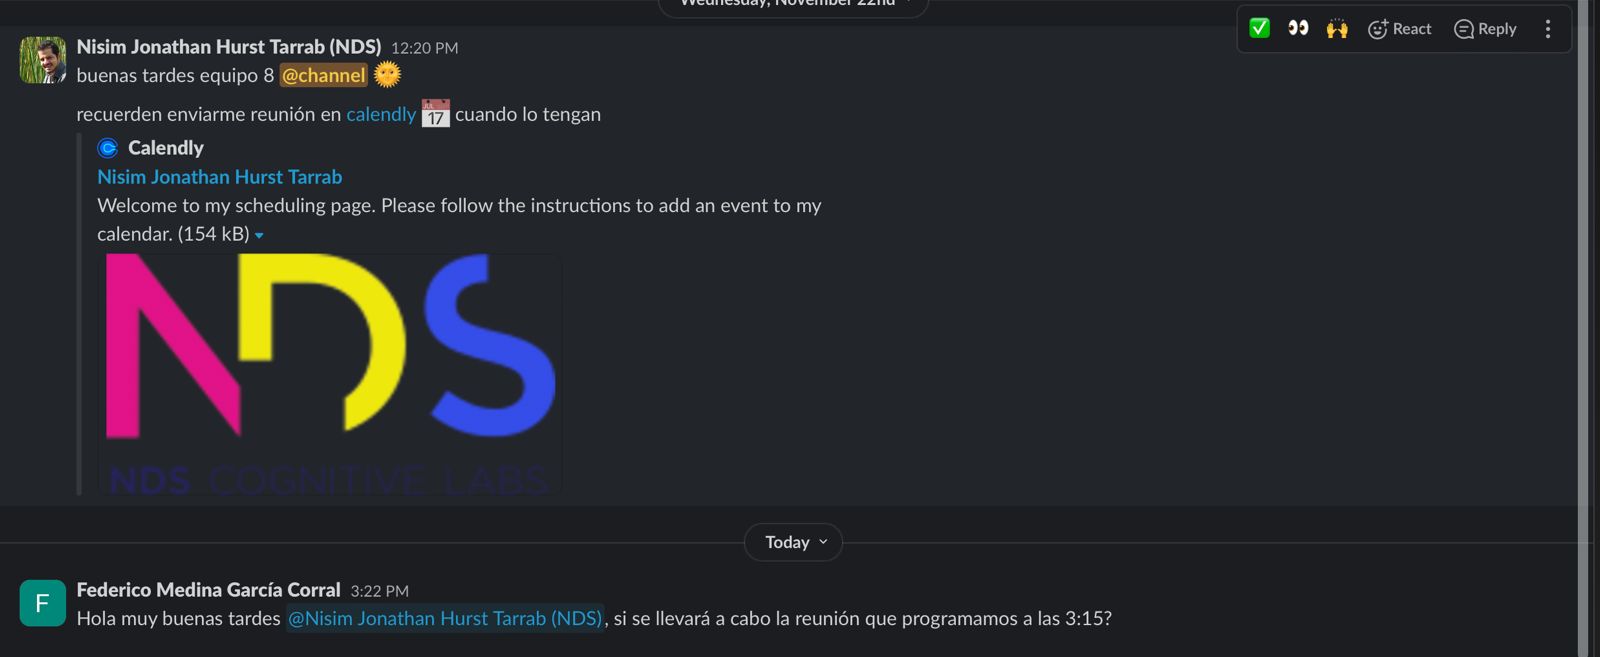 Wednesday, November 22nd
Nisim Jonathan Hurst Tarrab (NDS) 12:20 PM
React Reply
buenas tardes equipo 8 @channel
recuerden enviarme reunión en calendly JUL 17 cuando lo tengan
Calendly
Nisim Jonathan Hurst Tarrab
Welcome to my scheduling page. Please follow the instructions to add an event to my
calendar. (154 kB)
NDS
NDS COGNITIVE LABS
Today
F
Federico Medina García Corral 3:22 PM
Hola muy buenas tardes @Nisim Jonathan Hurst Tarrab (NDS), si se llevará a cabo la reunión que programamos a las 3:15?